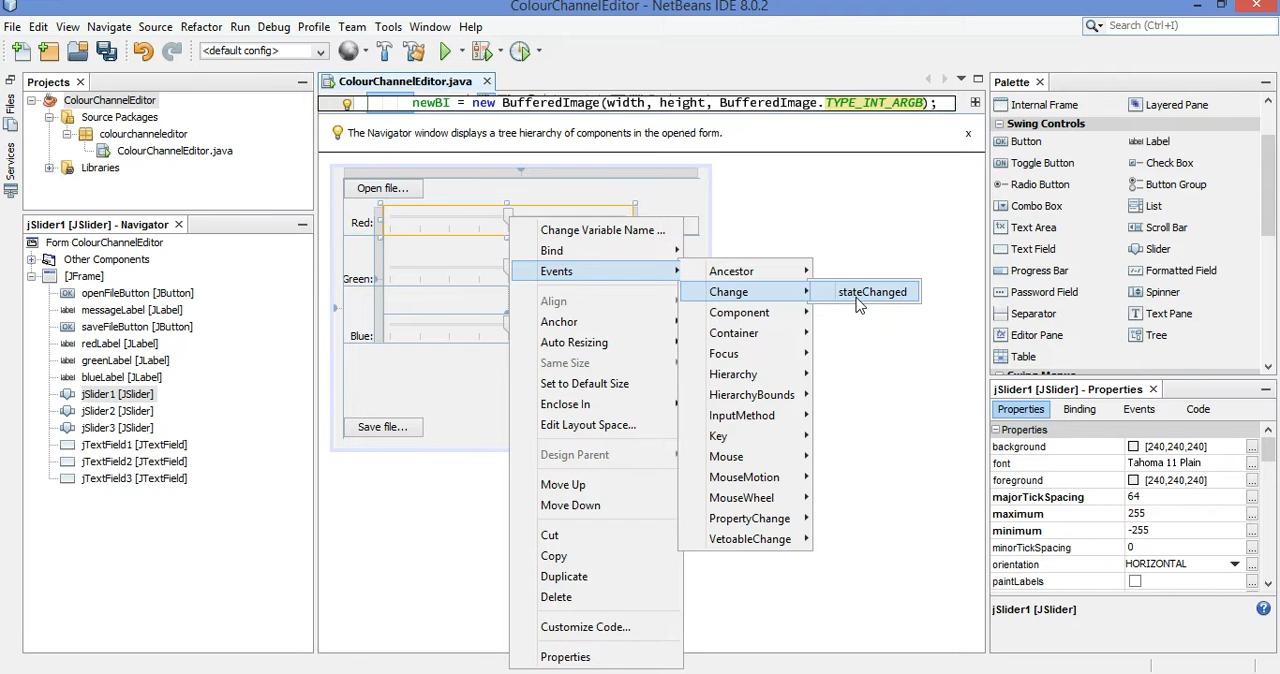 ColourChannelEditor - NetBeans IDE 8.0.2
File Edit View Navigate Source Refactor Run Debug Profile Team Tools Window Help
Search (Ctrl+I)
<default config>
Files
Services
Projects
ColourChannelEditor
Source Packages
colourchanneleditor
ColourChannelEditor.java
Libraries
jSlider1 [JSlider] - Navigator
Form ColourChannelEditor
Other Components
[JFrame]
openFileButton [JButton]
messageLabel [JLabel]
saveFileButton [JButton]
redLabel [JLabel]
greenLabel [JLabel]
blueLabel [JLabel]
jSlider1 [JSlider]
jSlider2 [JSlider]
jSlider3 [JSlider]
jTextField1 [JTextField]
jTextField2 [JTextField]
jTextField3 [JTextField]
ColourChannelEditor.java
newBI = new BufferedImage(width, height, BufferedImage.TYPE_INT_ARGB);
The Navigator window displays a tree hierarchy of components in the opened form.
x
Open file...
Red:
Green:
Blue:
Save file...
Change Variable Name ...
Bind
Events
Align
Anchor
Auto Resizing
Same Size
Set to Default Size
Enclose In
Edit Layout Space...
Design Parent
Move Up
Move Down
Cut
Copy
Duplicate
Delete
Customize Code...
Properties
Ancestor
Change
Component
Container
Focus
Hierarchy
HierarchyBounds
InputMethod
Key
Mouse
MouseMotion
MouseWheel
PropertyChange
VetoableChange
stateChanged
Palette
Internal Frame Layered Pane
Swing Controls
Button Label
Toggle Button Check Box
Radio Button Button Group
Combo Box List
Text Area Scroll Bar
Text Field Slider
Progress Bar Formatted Field
Password Field Spinner
Separator Text Pane
Editor Pane Tree
Table
jSlider1 [JSlider] - Properties
Properties Binding Events Code
Properties
background [240,240,240] ...
font Tahoma 11 Plain ...
foreground [240,240,240] ...
majorTickSpacing 64 ...
maximum 255 ...
minimum -255 ...
minorTickSpacing 0 ...
orientation HORIZONTAL ...
paintLabels ...
jSlider1 [JSlider]